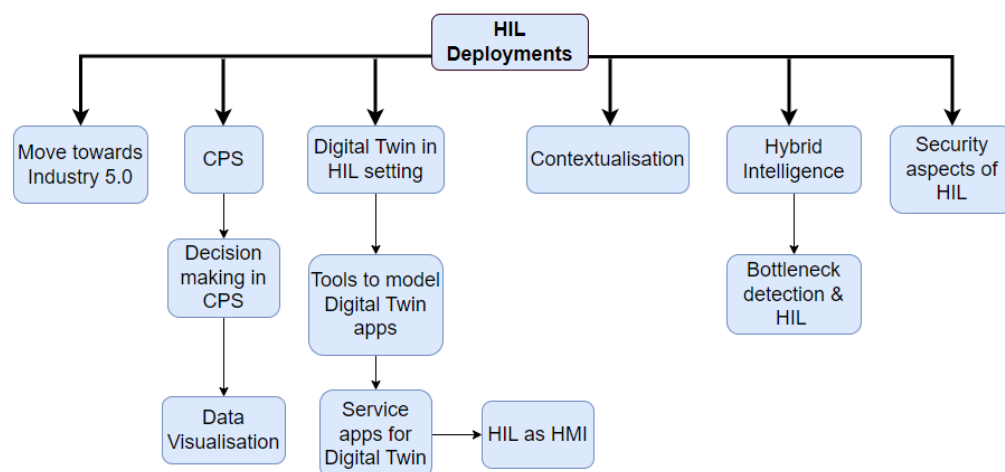 HIL
Deployments
Move towards
Industry 5.0
CPS
Digital Twin in
HIL setting
Contextualisation
Hybrid
Intelligence
Security
aspects of
HIL
Decision
making in
CPS
Tools to model
Digital Twin
apps
Bottleneck
detection &
HIL
Data
Visualisation
Service
apps for
Digital Twin
HIL as HMI